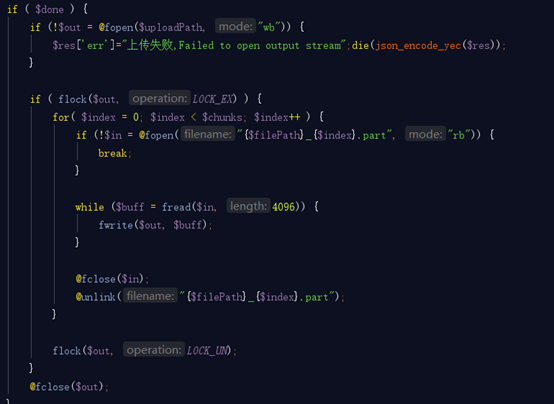 if ( $done ) {
if (!$out = @fopen($uploadPath, mode: "wb")) {
$res['err']="上传失败,Failed to open output stream";die(json_encode_yec($res));
}
if ( flock($out, operation: LOCK_EX) ) {
for( $index = 0; $index < $chunks; $index++ ) {
if (!$in = @fopen( filename: "{$filePath}_{$index}.part", mode: "rb")) {
break;
}
while ($buff = fread($in, length: 4096)) {
fwrite($out, $buff);
}
@fclose($in);
@unlink( filename: "{$filePath}_{$index}.part");
}
flock($out, operation: LOCK_UN);
}
@fclose($out);
}